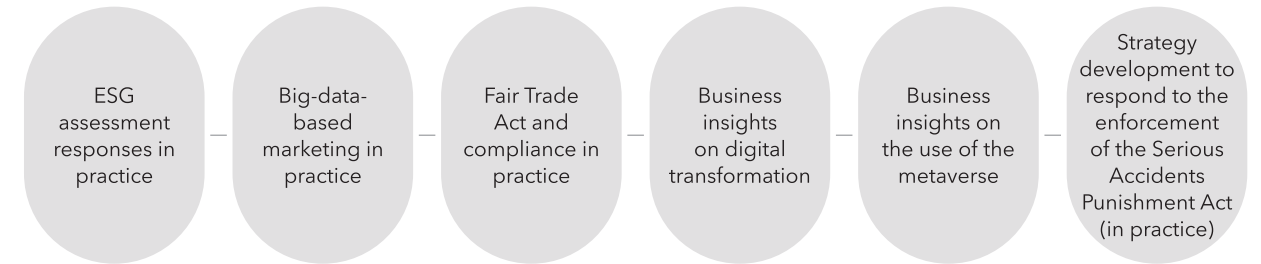 ESG
assessment
responses in
practice
Big-data-
based
marketing in
practice
Fair Trade
Act and
compliance in
practice
Business
insights
on digital
transformation
Business
insights on
the use of the
metaverse
Strategy
development to
respond to the
enforcement
of the Serious
Accidents
Punishment Act
(in practice)